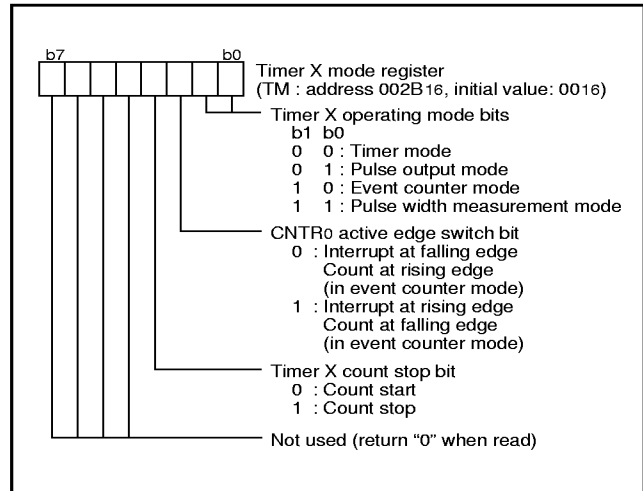 b7 b0
Timer X mode register
(TM : address 002B16, initial value: 0016)
Timer X operating mode bits
b1 b0
0 0 : Timer mode
0 1 : Pulse output mode
1 0 : Event counter mode
1 1 : Pulse width measurement mode
CNTR0 active edge switch bit
0 : Interrupt at falling edge
Count at rising edge
(in event counter mode)
1 : Interrupt at rising edge
Count at falling edge
(in event counter mode)
Timer X count stop bit
0 : Count start
1 : Count stop
Not used (return “0” when read)